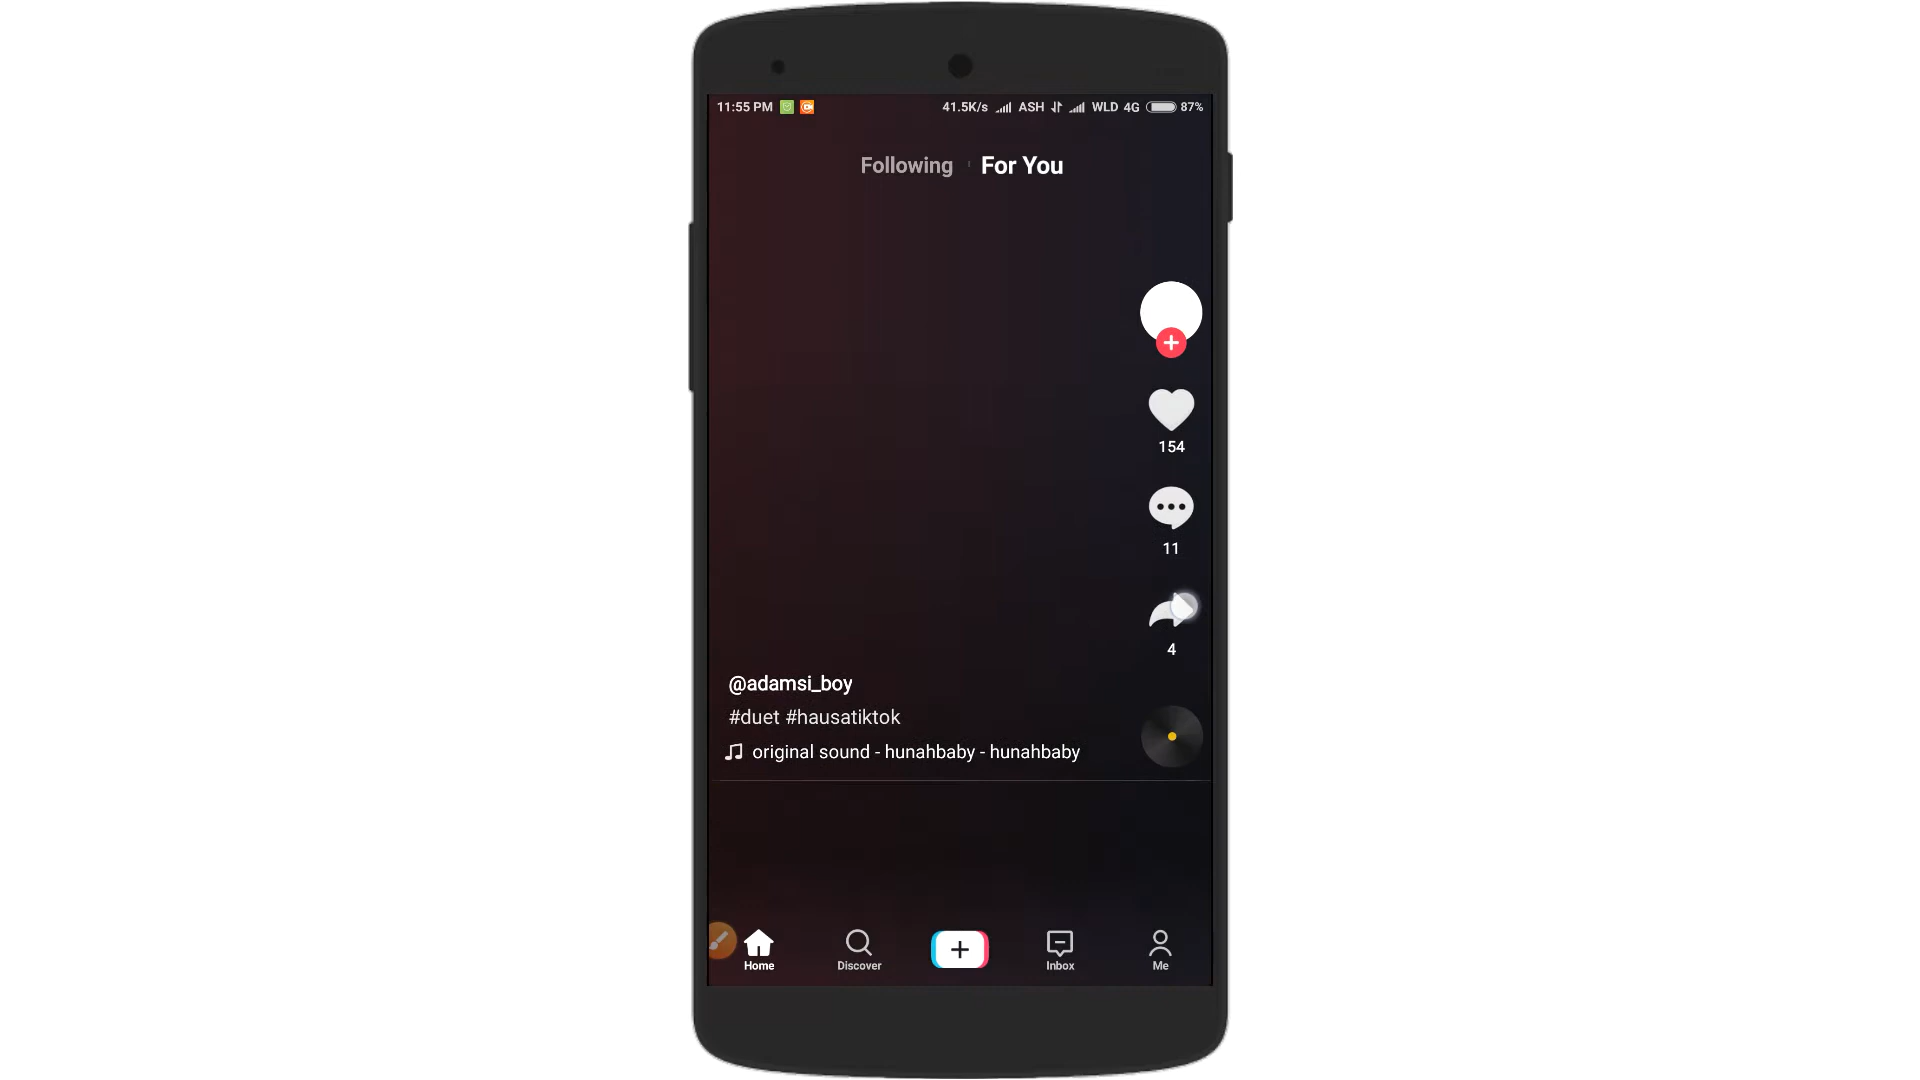 11:55 PM 41.5K/s ASH WLD 4G 87%
Following For You
154
11
4
@adamsi_boy
#duet #hausatiktok
original sound - hunahbaby - hunahbaby
Home Discover Inbox Me